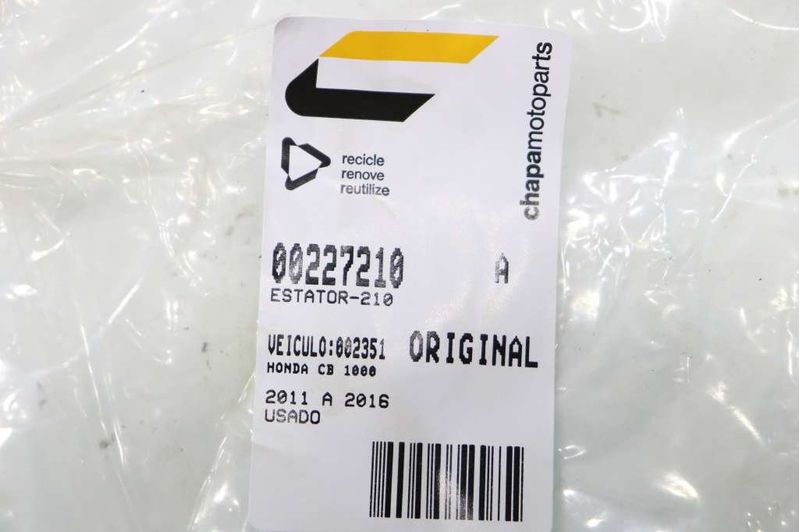 chapamotoparts
recicle
renove
reutilize
00227210 A
ESTATOR-210
VEICULO:002351 ORIGINAL
HONDA CB 1000
2011 A 2016
USADO